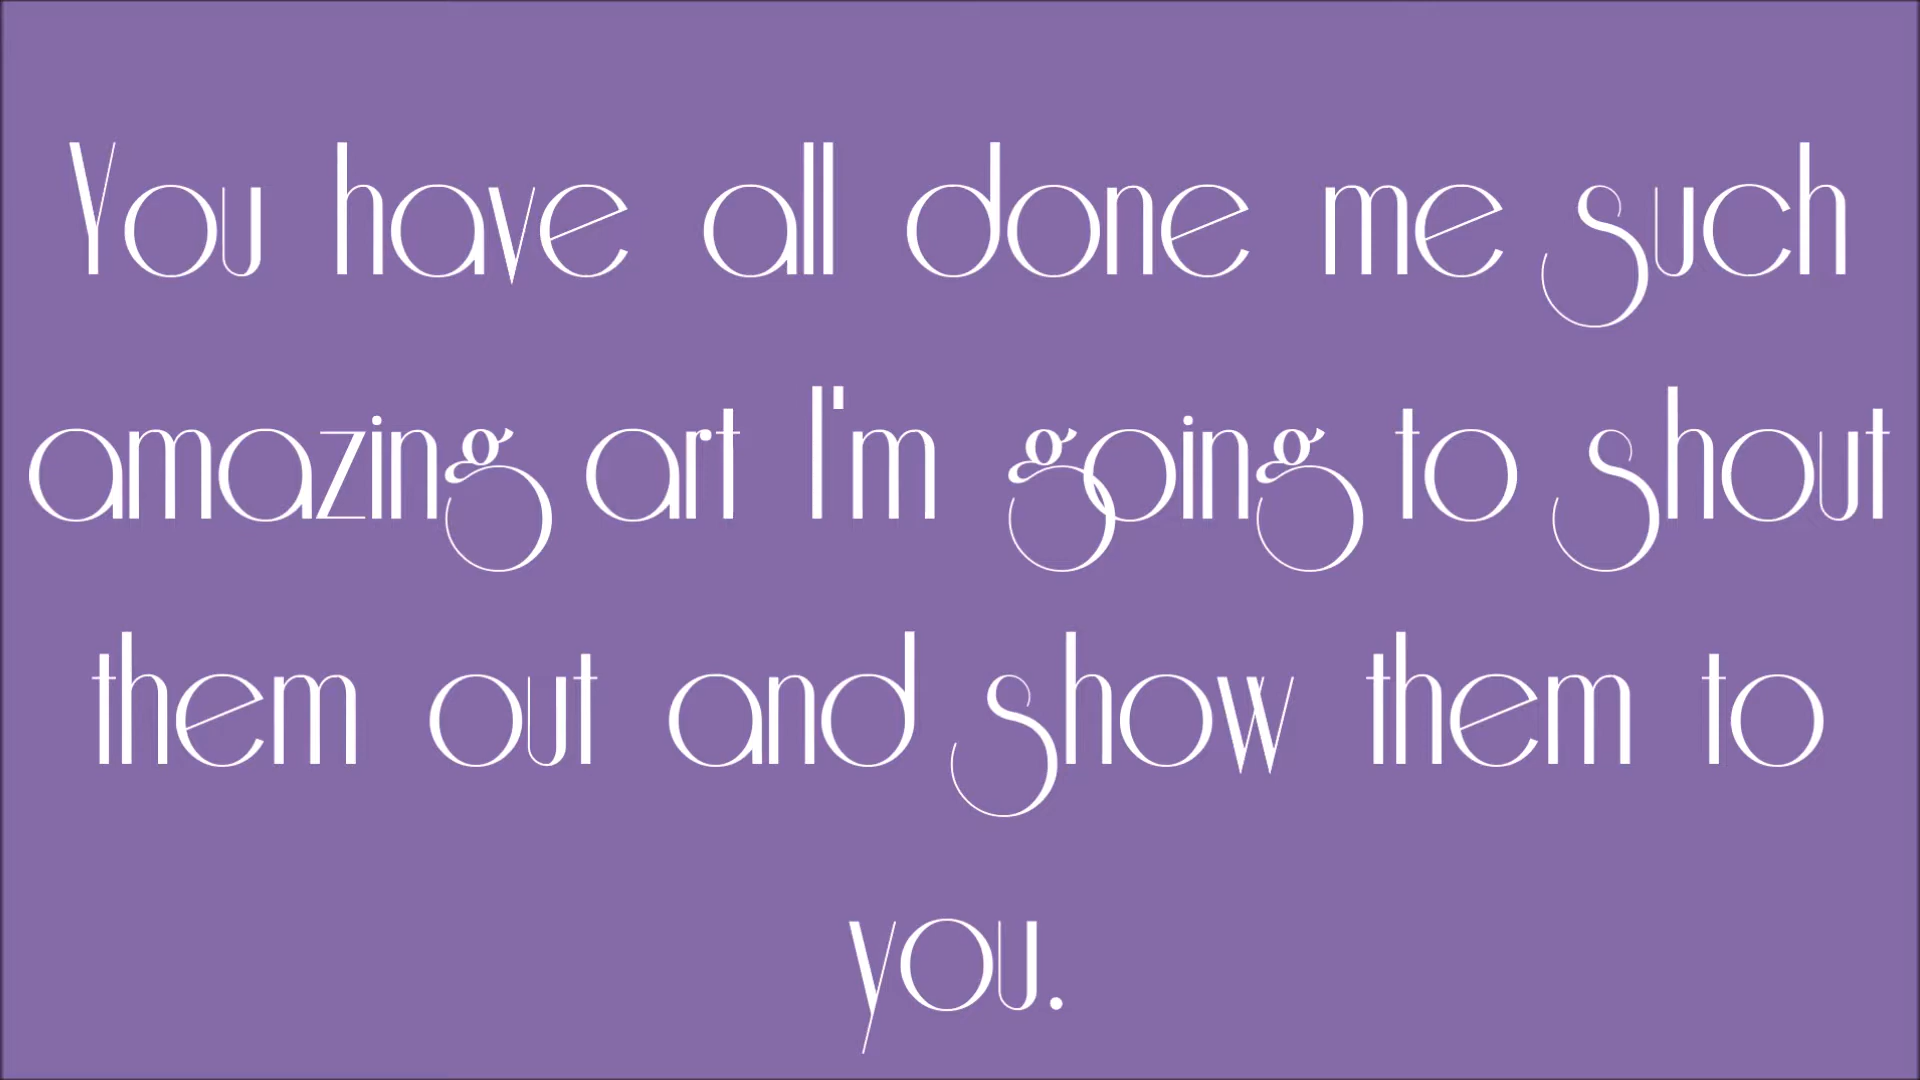 You have all done me such
amazing art I'm going to shout
them out and show them to
you.